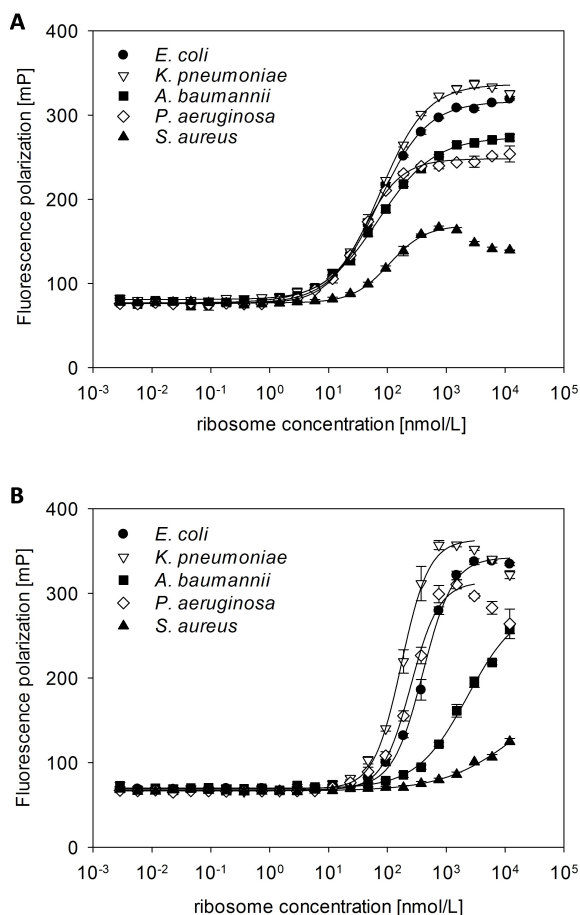 A
Fluorescence polarization [mP]
400
300
200
100
0
E. coli
K. pneumoniae
A. baumannii
P. aeruginosa
S. aureus
10⁻³ 10⁻² 10⁻¹ 10⁰ 10¹ 10² 10³ 10⁴ 10⁵
ribosome concentration [nmol/L]
B
Fluorescence polarization [mP]
400
300
200
100
0
E. coli
K. pneumoniae
A. baumannii
P. aeruginosa
S. aureus
10⁻³ 10⁻² 10⁻¹ 10⁰ 10¹ 10² 10³ 10⁴ 10⁵
ribosome concentration [nmol/L]